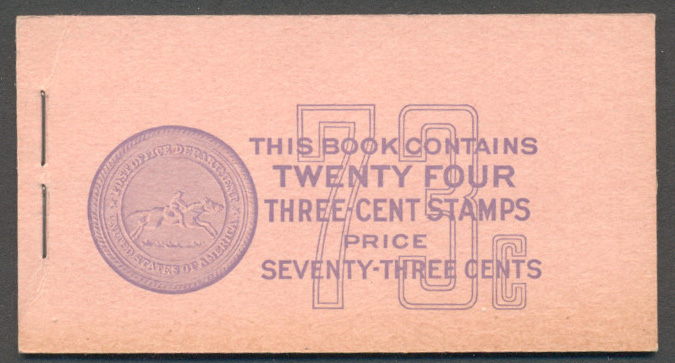 POST OFFICE DEPARTMENT
UNITED STATES OF AMERICA
73c
THIS BOOK CONTAINS
TWENTY FOUR
THREE-CENT STAMPS
PRICE
SEVENTY-THREE CENTS